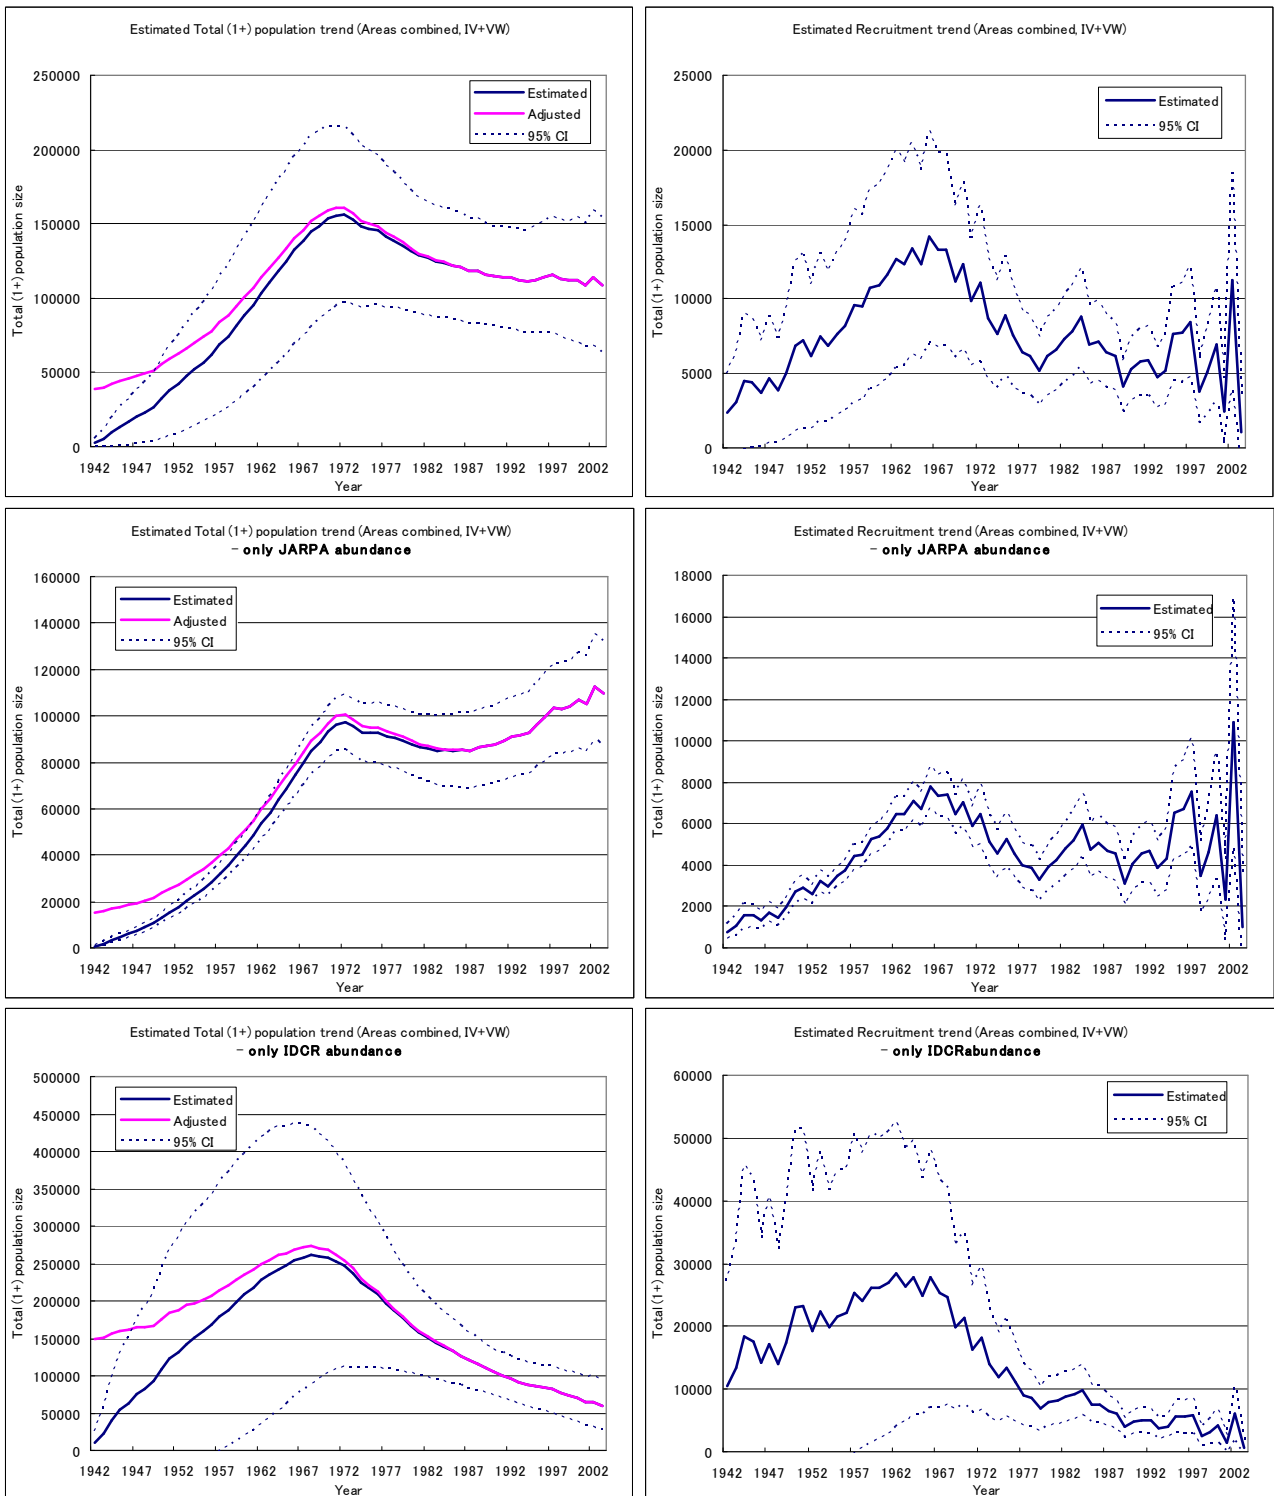 Estimated Total (1+) population trend (Areas combined, IV+VW)
250000
200000
150000
100000
50000
0
Total (1+) population size
Estimated
Adjusted
95% CI
1942 1947 1952 1957 1962 1967 1972 1977 1982 1987 1992 1997 2002
Year
Estimated Recruitment trend (Areas combined, IV+VW)
25000
20000
15000
10000
5000
0
Total (1+) population size
Estimated
95% CI
1942 1947 1952 1957 1962 1967 1972 1977 1982 1987 1992 1997 2002
Year
Estimated Total (1+) population trend (Areas combined, IV+VW)
- only JARPA abundance
160000
140000
120000
100000
80000
60000
40000
20000
0
Total (1+) population size
Estimated
Adjusted
95% CI
1942 1947 1952 1957 1962 1967 1972 1977 1982 1987 1992 1997 2002
Year
Estimated Recruitment trend (Areas combined, IV+VW)
- only JARPA abundance
18000
16000
14000
12000
10000
8000
6000
4000
2000
0
Total (1+) population size
Estimated
95% CI
1942 1947 1952 1957 1962 1967 1972 1977 1982 1987 1992 1997 2002
Year
Estimated Total (1+) population trend (Areas combined, IV+VW)
- only IDCR abundance
500000
450000
400000
350000
300000
250000
200000
150000
100000
50000
0
Total (1+) population size
Estimated
Adjusted
95% CI
1942 1947 1952 1957 1962 1967 1972 1977 1982 1987 1992 1997 2002
Year
Estimated Recruitment trend (Areas combined, IV+VW)
- only IDCRabundance
60000
50000
40000
30000
20000
10000
0
Total (1+) population size
Estimated
95% CI
1942 1947 1952 1957 1962 1967 1972 1977 1982 1987 1992 1997 2002
Year